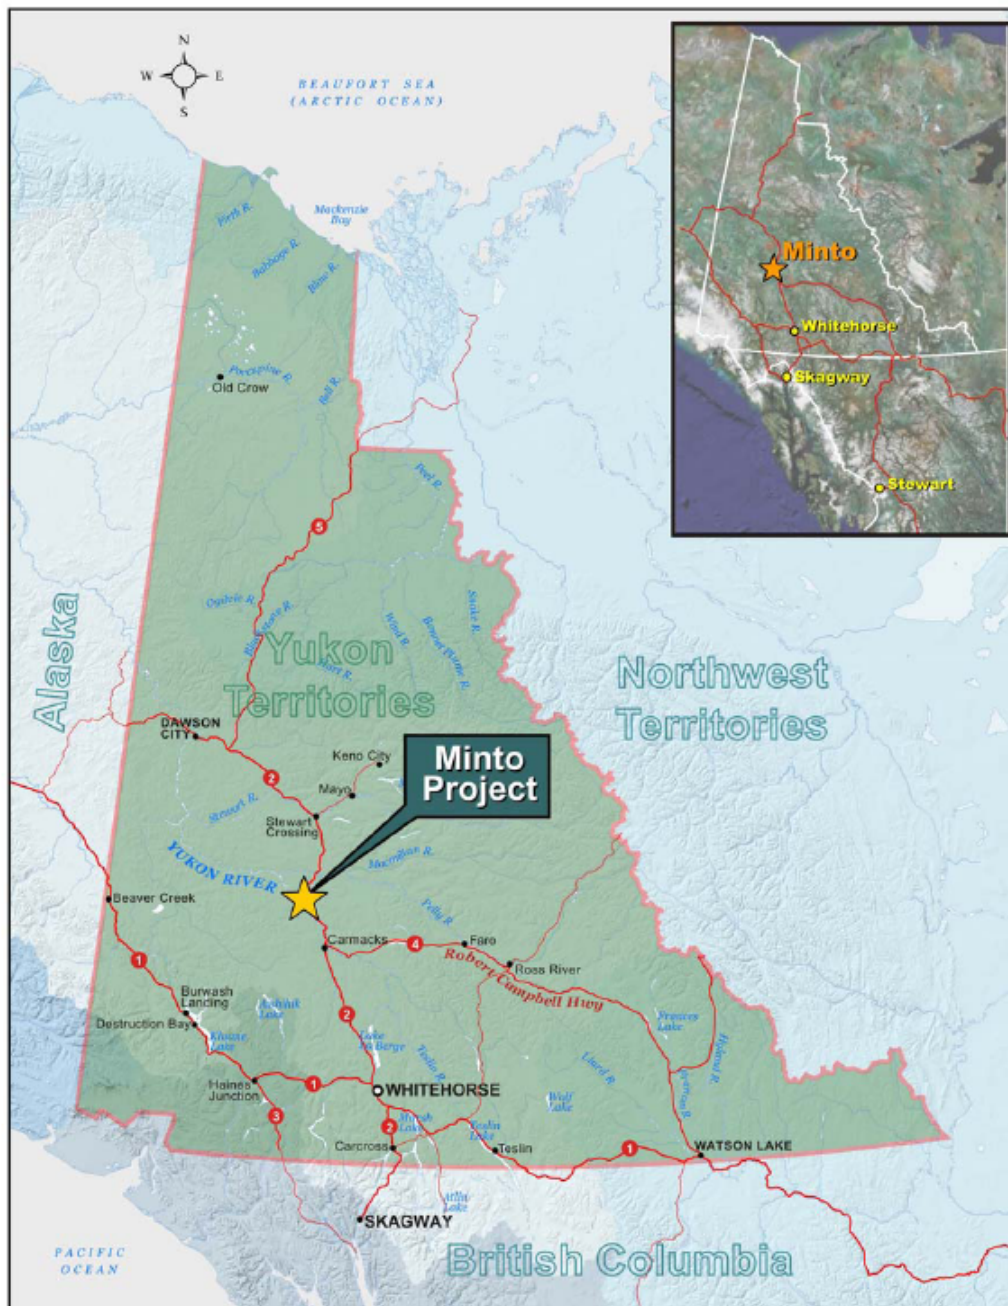 N
W E
S
BEAUFORT SEA
(ARCTIC OCEAN)
Mackenzie
Bay
Firth R.
Babbage R.
Blow R.
Old Crow
Porcupine R.
Bell R.
Peel R.
5
Minto
Whitehorse
Skagway
Stewart
Alaska
Ogilvie R.
Blackstone R.
Hart R.
Wind R.
Bonnet Plume R.
Snake R.
Yukon
Territories
Northwest
Territories
DAWSON
CITY
2
Keno City
Mayo
Stewart R.
Stewart
Crossing
Minto
Project
YUKON RIVER
Macmillan R.
Beaver Creek
Pelly R.
Carmacks
4
Faro
Ross River
Robert Campbell Hwy
1
Burwash
Landing
Destruction Bay
Kluane
Lake
Aishihik
Lake
2
Lake
La Barge
Teslin R.
Frances
Lake
Liard R.
Hyland R.
Haines
Junction
1
WHITEHORSE
3
2
Marsh
Lake
Teslin
Lake
Wolf
Lake
Carcross
Teslin
1
WATSON LAKE
Atlin
Lake
SKAGWAY
British Columbia
PACIFIC
OCEAN